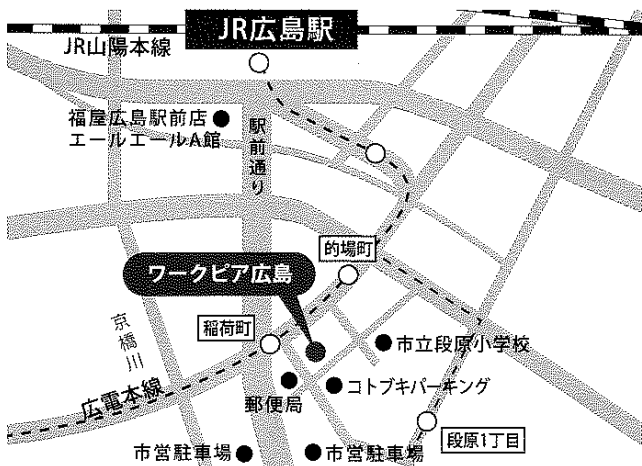 JR広島駅
JR山陽本線
福屋広島駅前店
エールエールA館
駅前通り
的場町
ワークピア広島
稲荷町
京橋川
市立段原小学校
広電本線
コトブキパーキング
郵便局
段原1丁目
市営駐車場
市営駐車場